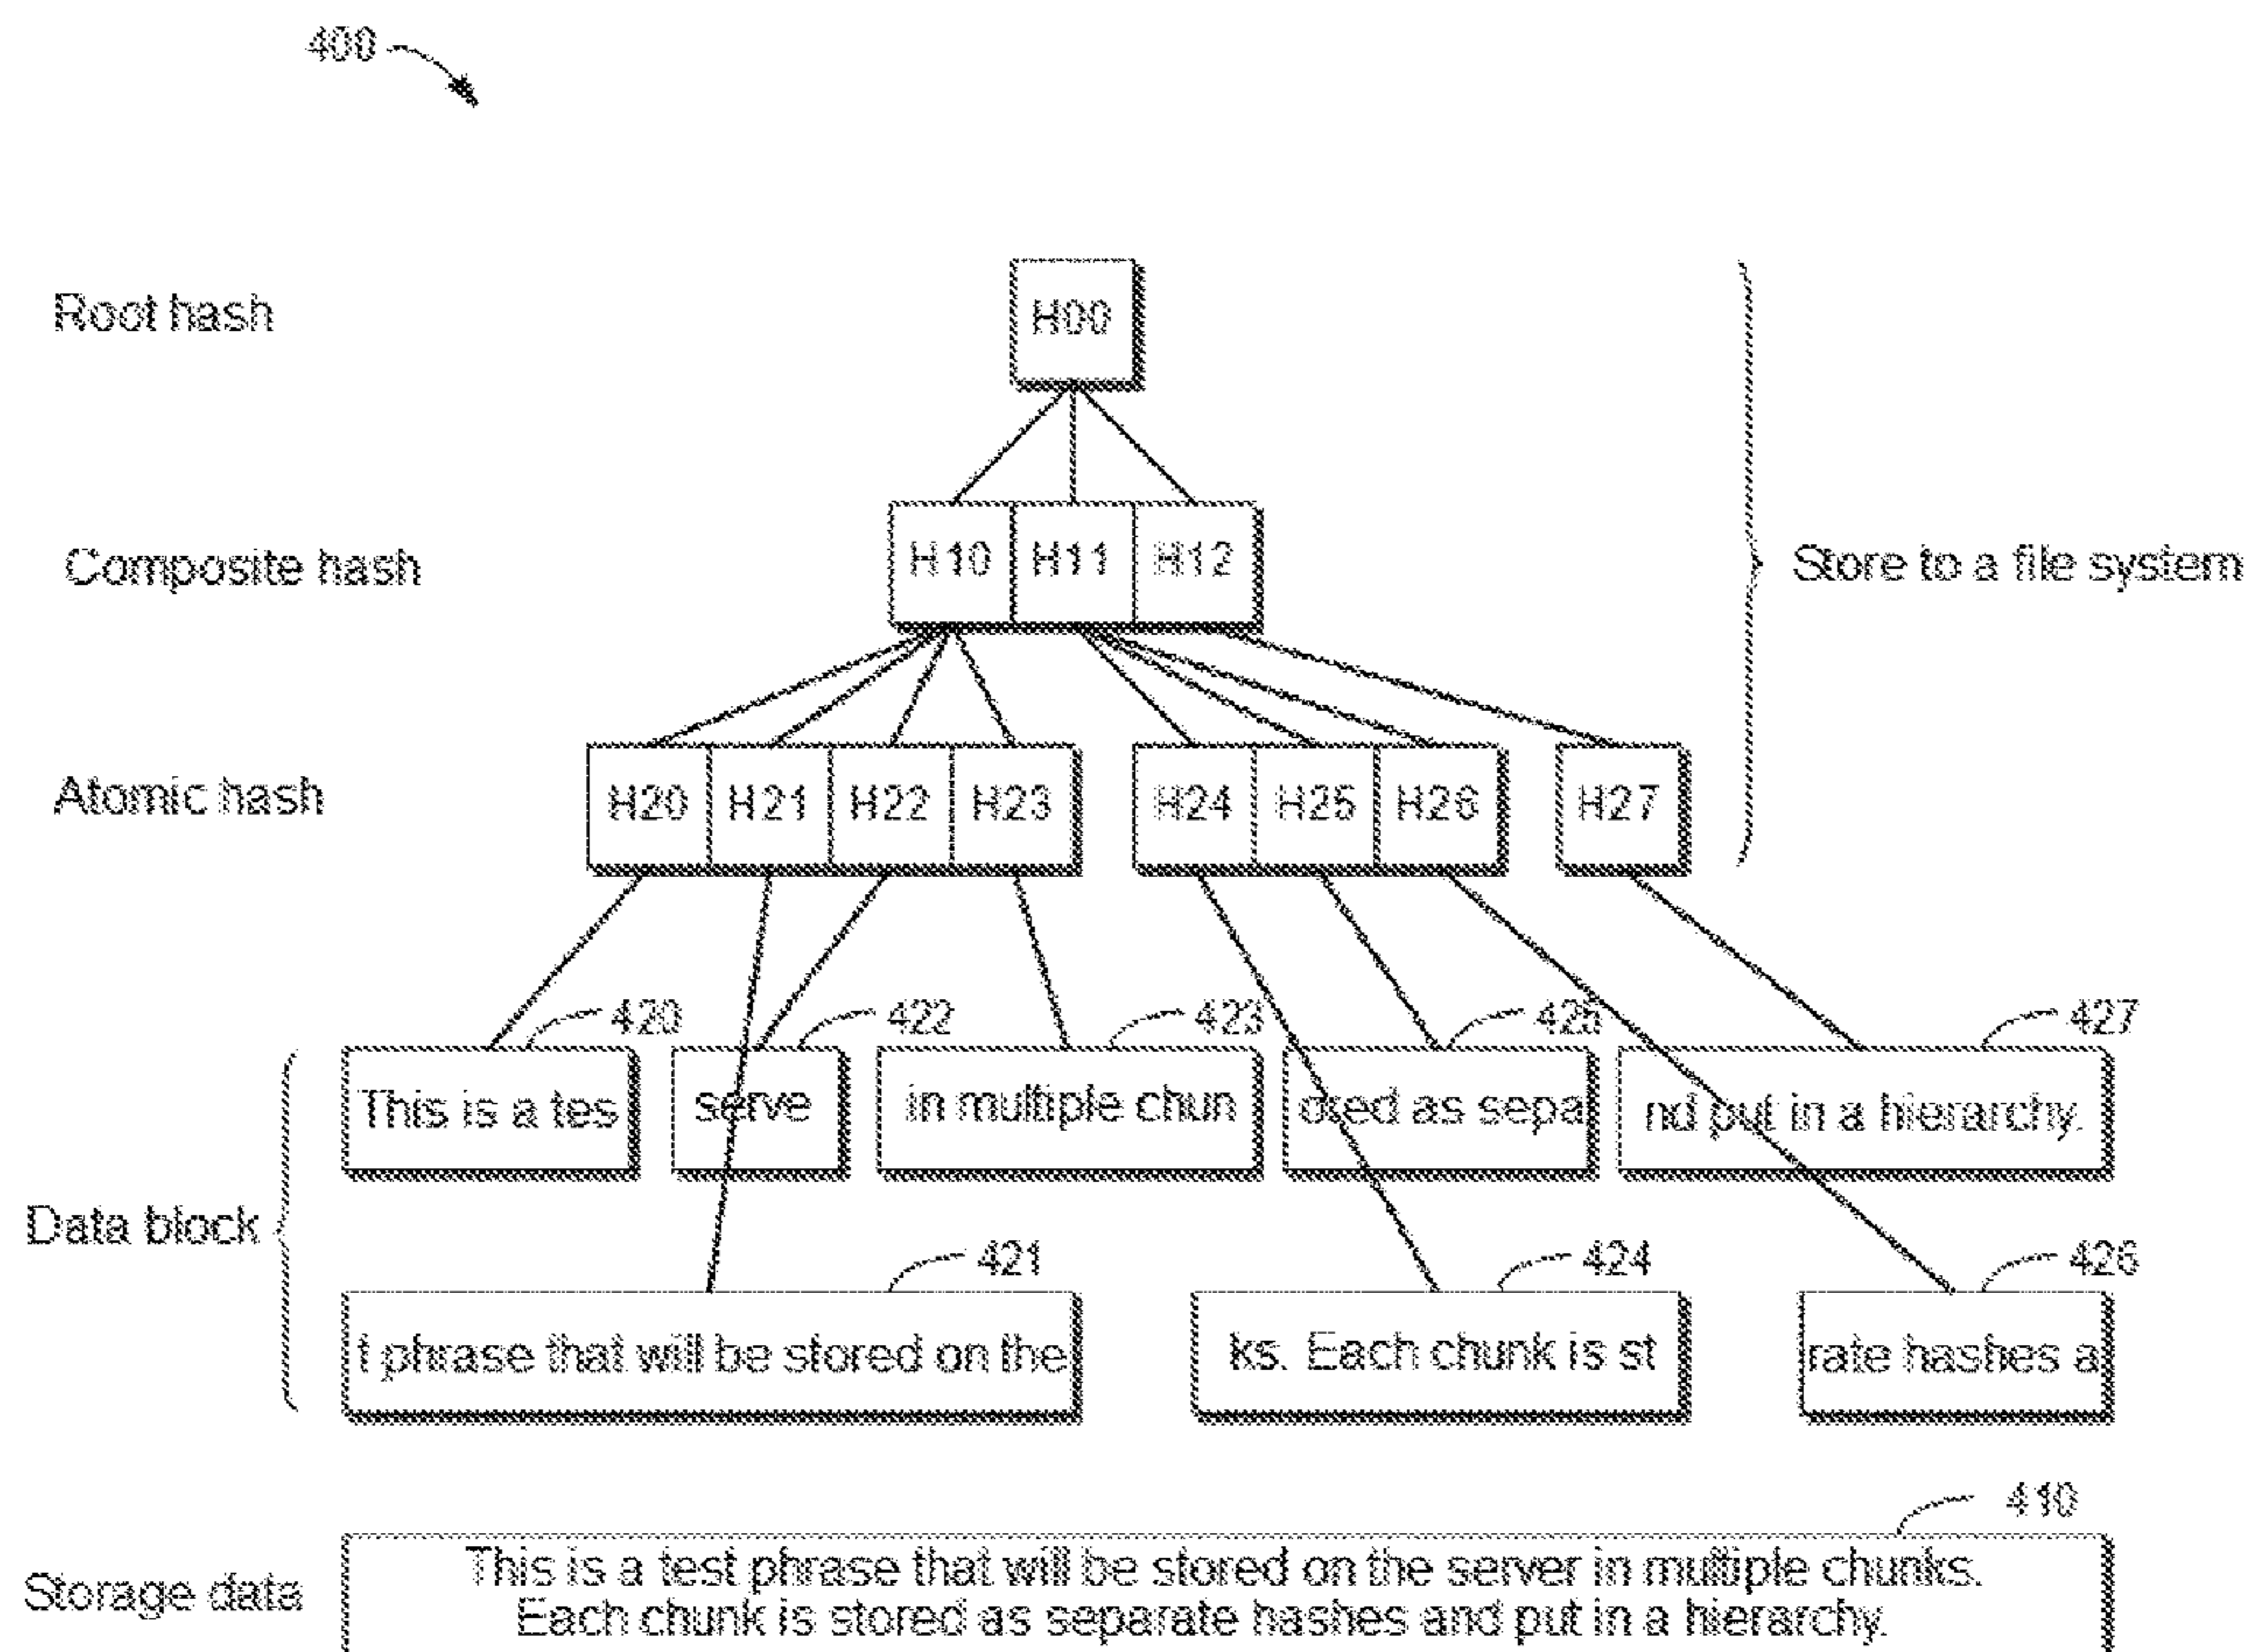 400
Root hash
H00
Composite hash
H10 H11 H12
Store to a file system
Atomic hash
H20 H21 H22 H23 H24 H25 H26 H27
420 422 423 425 427
This is a tes serve in multiple chun ored as sepa nd put in a hierarchy.
Data block
421 424 426
t phrase that will be stored on the ks. Each chunk is st rate hashes a
410
Storage data
This is a test phrase that will be stored on the server in multiple chunks.
Each chunk is stored as separate hashes and put in a hierarchy.